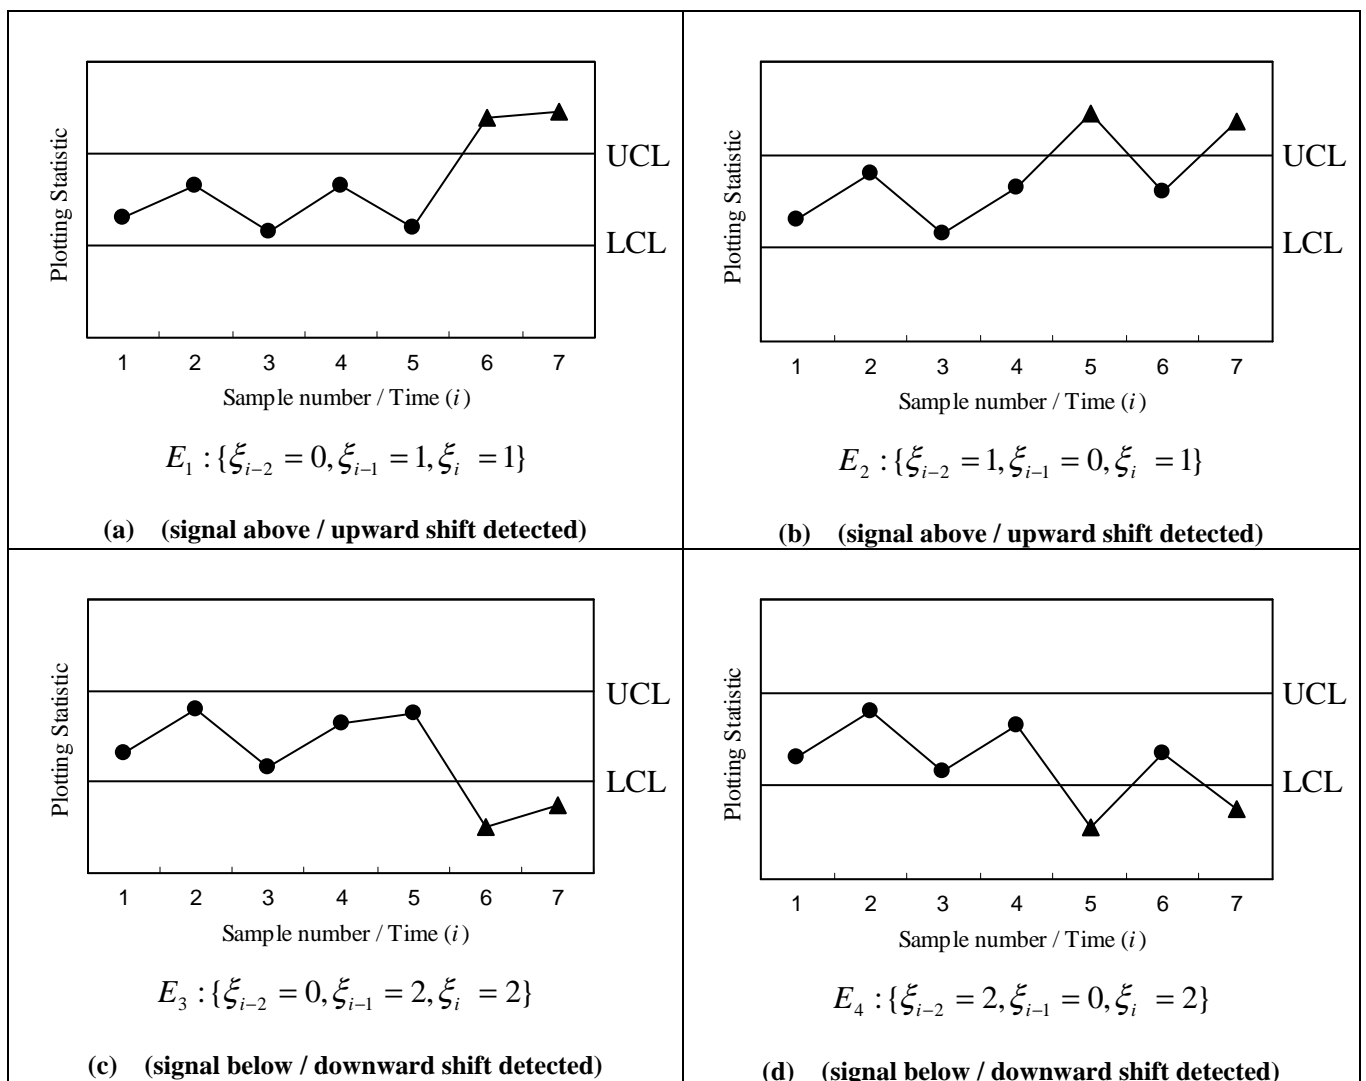 Plotting Statistic
UCL
LCL
1 2 3 4 5 6 7
Sample number / Time (i)
E₁ : {ξᵢ₋₂ = 0, ξᵢ₋₁ = 1, ξᵢ = 1}
(a) (signal above / upward shift detected)
Plotting Statistic
UCL
LCL
1 2 3 4 5 6 7
Sample number / Time (i)
E₂ : {ξᵢ₋₂ = 1, ξᵢ₋₁ = 0, ξᵢ = 1}
(b) (signal above / upward shift detected)
Plotting Statistic
UCL
LCL
1 2 3 4 5 6 7
Sample number / Time (i)
E₃ : {ξᵢ₋₂ = 0, ξᵢ₋₁ = 2, ξᵢ = 2}
(c) (signal below / downward shift detected)
Plotting Statistic
UCL
LCL
1 2 3 4 5 6 7
Sample number / Time (i)
E₄ : {ξᵢ₋₂ = 2, ξᵢ₋₁ = 0, ξᵢ = 2}
(d) (signal below / downward shift detected)